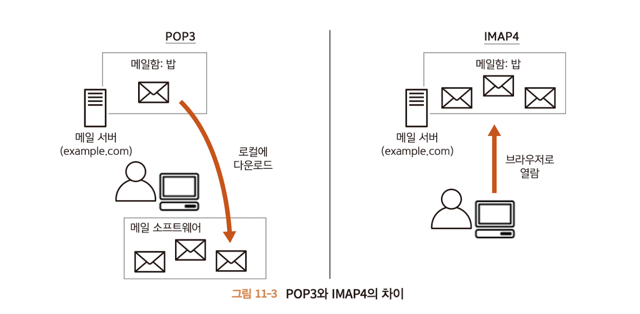 POP3
메일함: 밥
메일 서버
(example,com)
로컬에
다운로드
메일 소프트웨어
IMAP4
메일함: 밥
메일 서버
(example,com)
브라우저로
열람
그림 11-3 POP3와 IMAP4의 차이